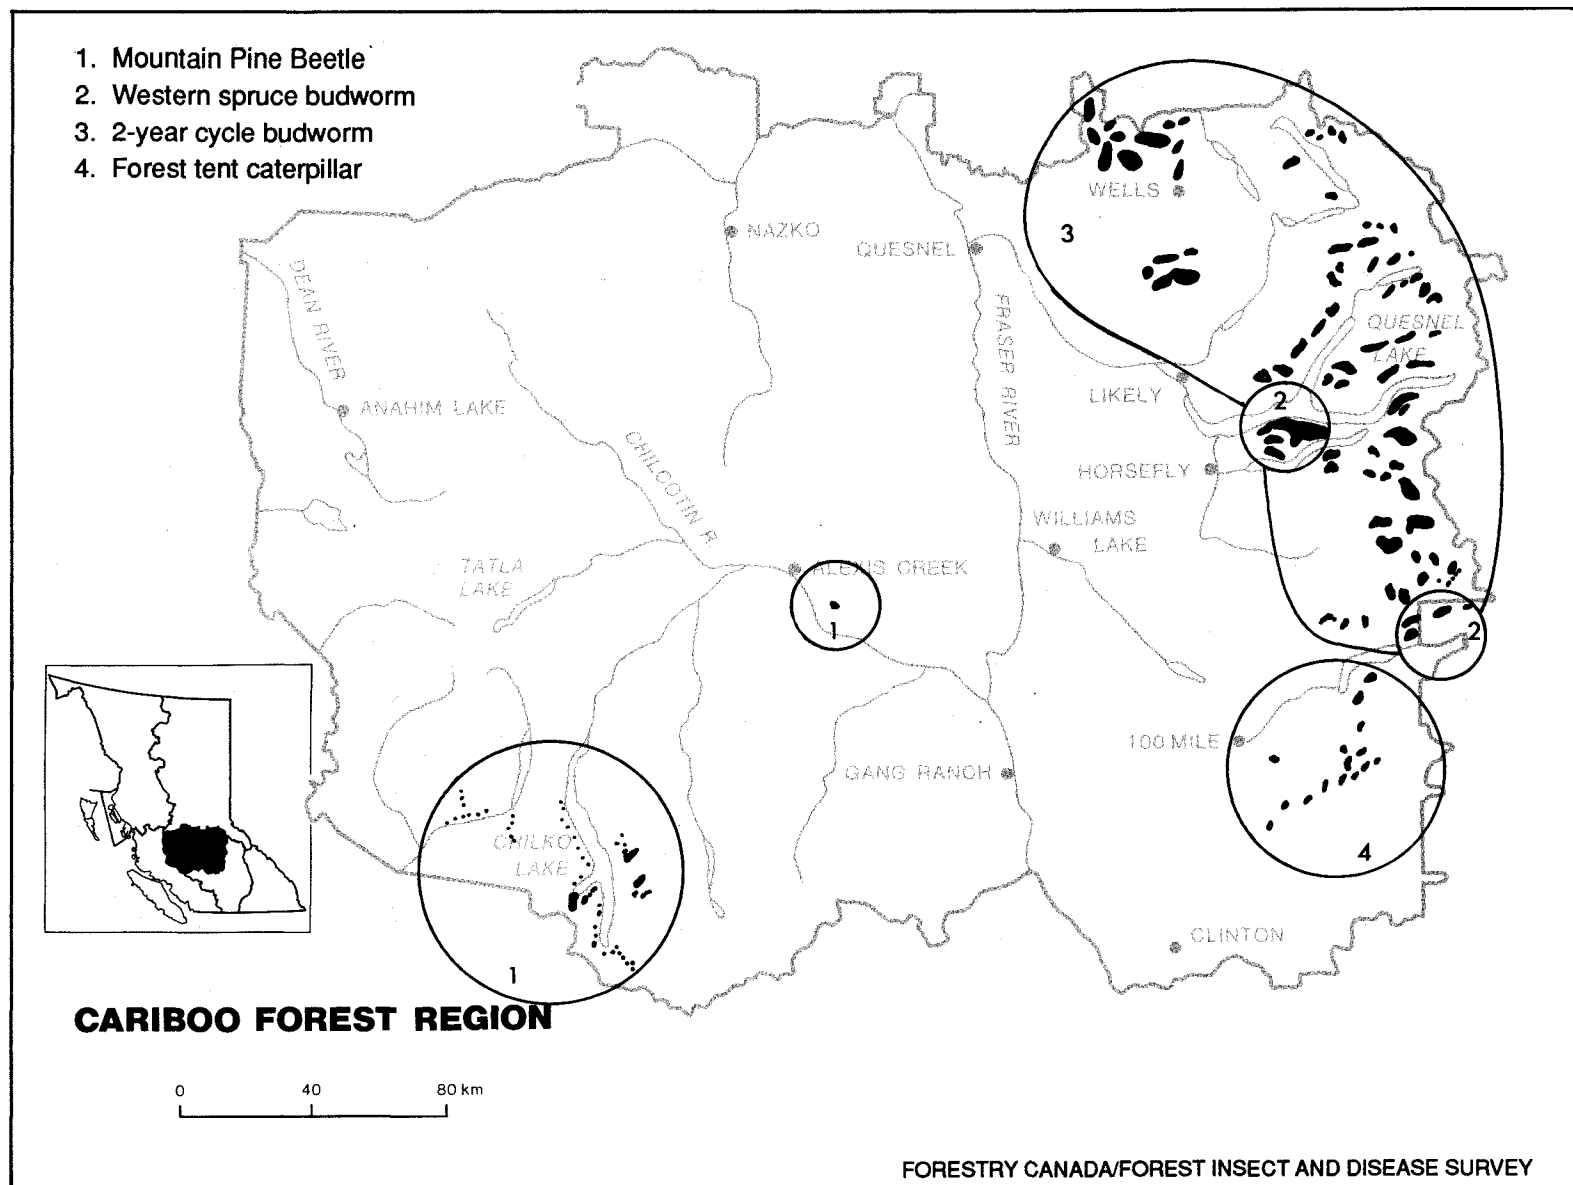 1. Mountain Pine Beetle
2. Western spruce budworm
3. 2-year cycle budworm
4. Forest tent caterpillar
WELLS
3
NAZKO
QUESNEL
DEAN RIVER
FRASER RIVER
QUESNEL
LAKE
LIKELY
2
ANAHIM LAKE
CHILCOTIN R.
HORSEFLY
WILLIAMS
LAKE
TATLA
LAKE
ALEXIS CREEK
1
2
100 MILE
GANG RANCH
CHILKO
LAKE
4
CLINTON
1
CARIBOO FOREST REGION
0 40 80 km
FORESTRY CANADA/FOREST INSECT AND DISEASE SURVEY